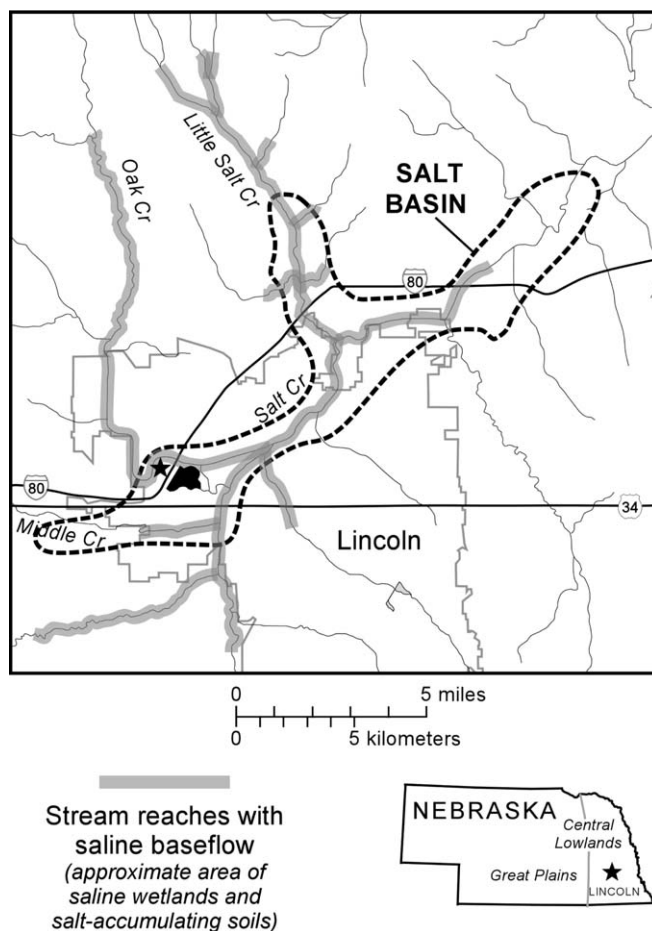 Oak Cr
Little Salt Cr
SALT
BASIN
80
Salt Cr
80
34
Middle Cr
Lincoln
0 5 miles
0 5 kilometers
Stream reaches with
saline baseflow
(approximate area of
saline wetlands and
salt-accumulating soils)
NEBRASKA
Central
Lowlands
Great Plains
LINCOLN